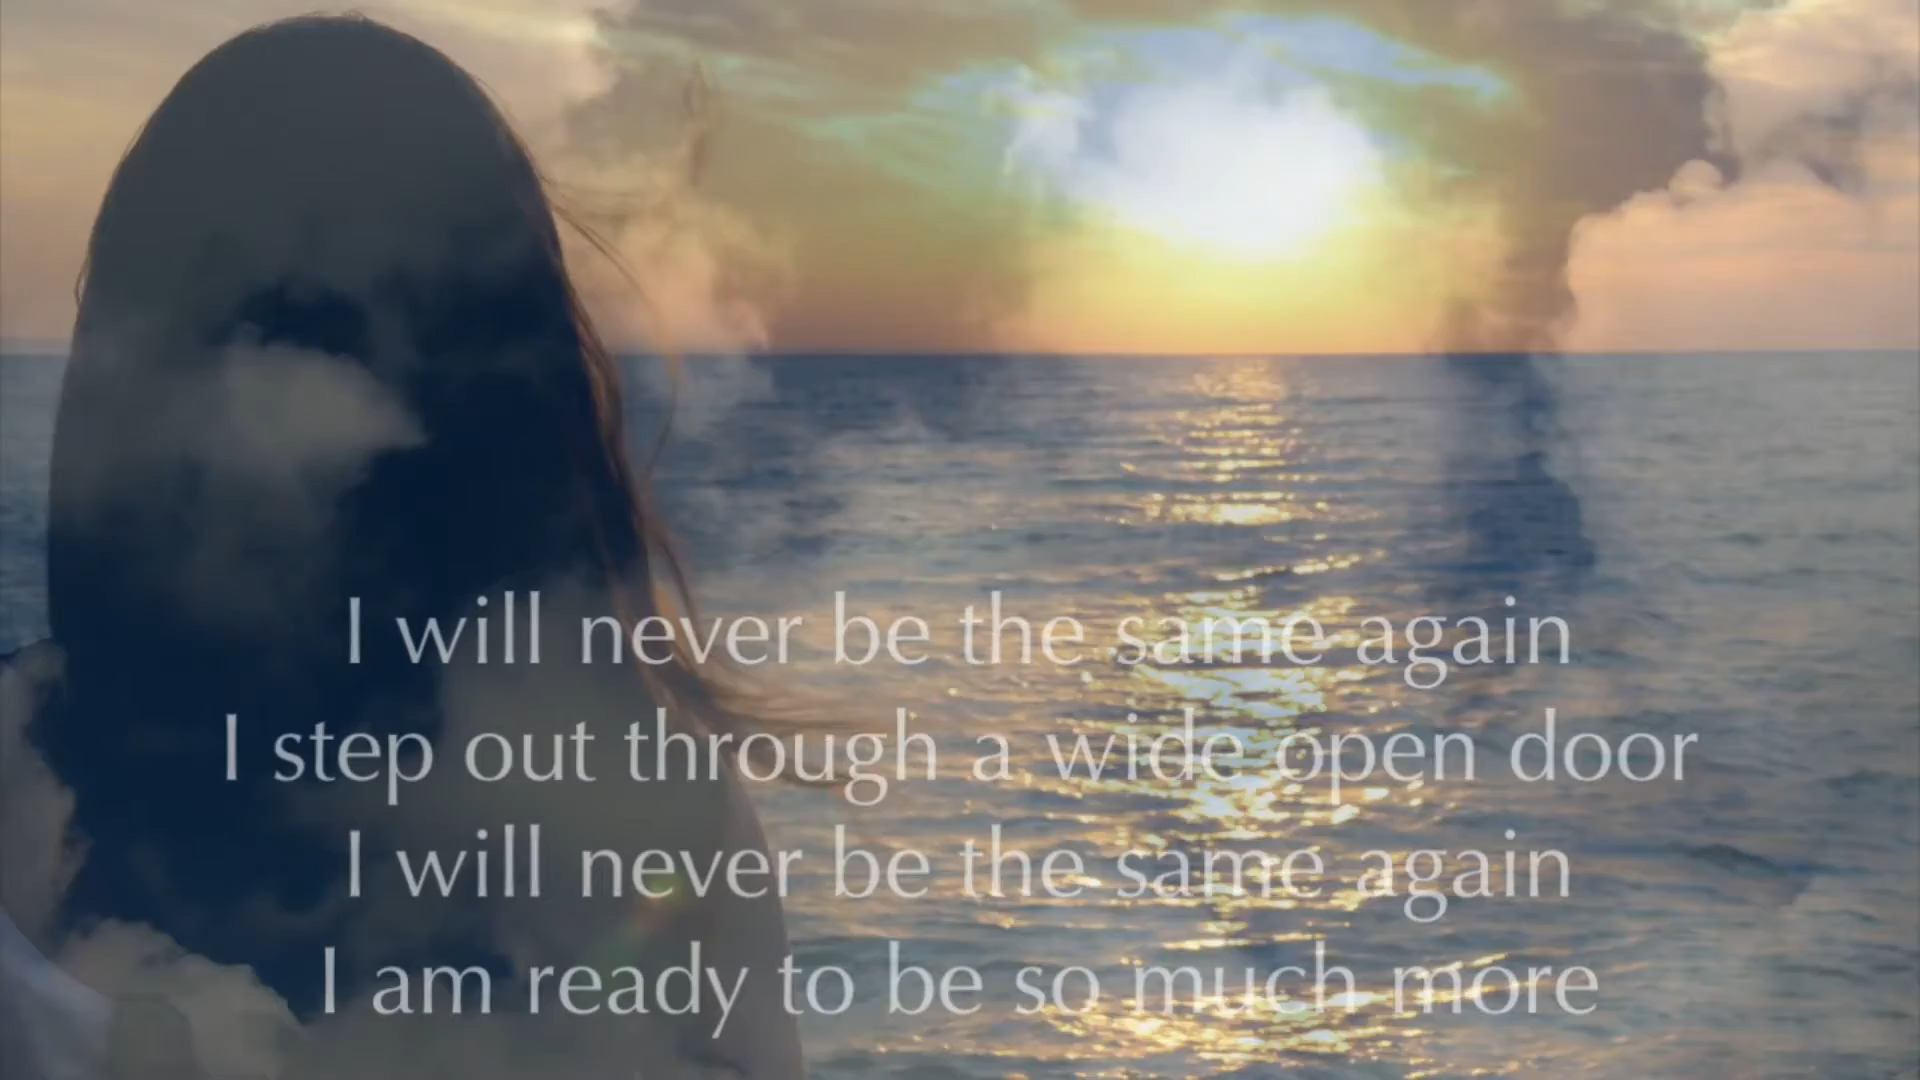 I will never be the same again
I step out through a wide open door
I will never be the same again
I am ready to be so much more